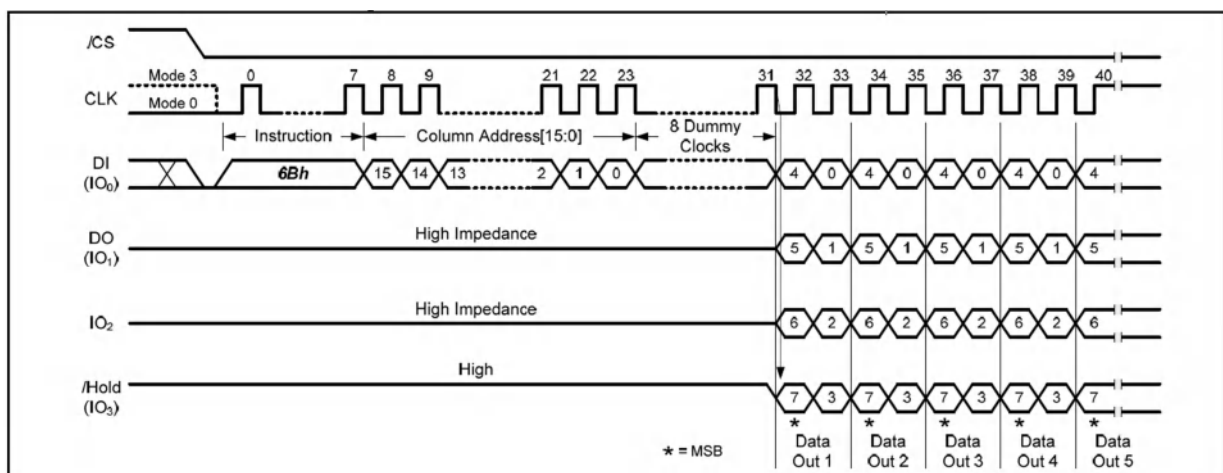 /CS
Mode 3 0 7 8 9 21 22 23 31 32 33 34 35 36 37 38 39 40
CLK
Mode 0
Instruction Column Address[15:0] 8 Dummy
Clocks
DI
(IO0) 6Bh 15 14 13 2 1 0 4 0 4 0 4 0 4 0 4
High Impedance
DO
(IO1) 5 1 5 1 5 1 5 1 5
High Impedance
IO2 6 2 6 2 6 2 6 2 6
High
/Hold
(IO3) 7 3 7 3 7 3 7 3 7
* * * * *
* = MSB
Data Data Data Data Data
Out 1 Out 2 Out 3 Out 4 Out 5